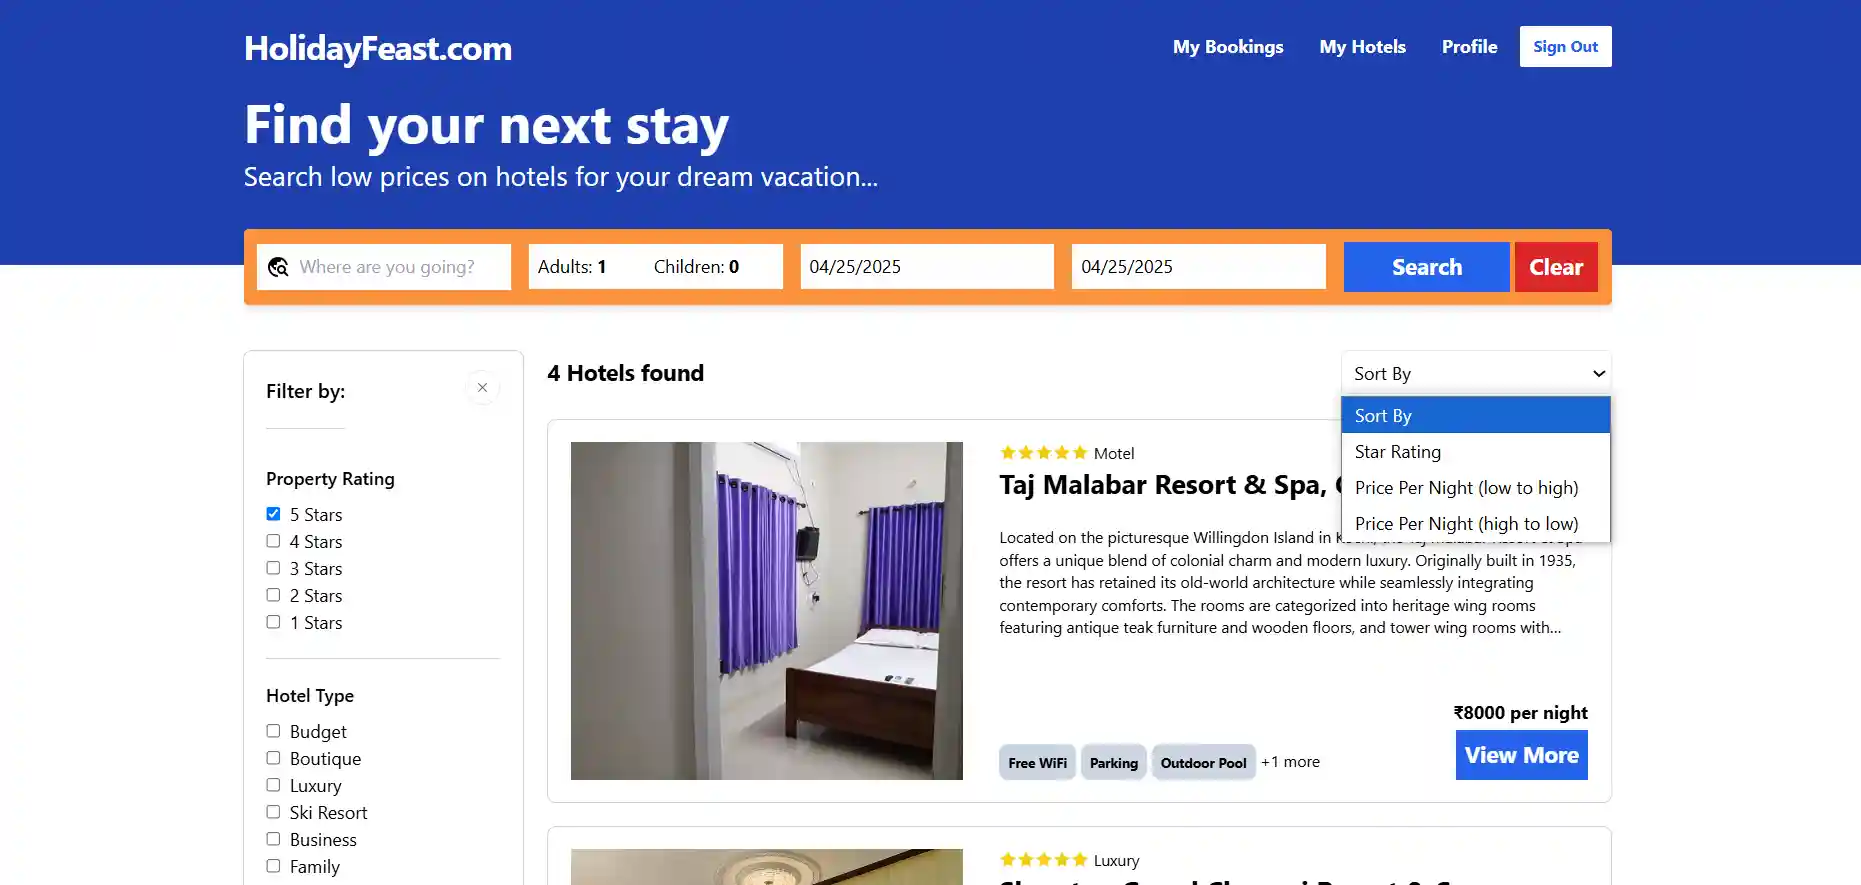 HolidayFeast.com
My Bookings
My Hotels
Profile
Sign Out
Find your next stay
Search low prices on hotels for your dream vacation...
Where are you going?
Adults: 1
Children: 0
04/25/2025
04/25/2025
Search
Clear
Filter by:
Property Rating
5 Stars
4 Stars
3 Stars
2 Stars
1 Stars
Hotel Type
Budget
Boutique
Luxury
Ski Resort
Business
Family
4 Hotels found
Sort By
Sort By
Star Rating
Price Per Night (low to high)
Price Per Night (high to low)
Motel
Taj Malabar Resort & Spa,
Located on the picturesque Willingdon Island in
offers a unique blend of colonial charm and modern luxury. Originally built in 1935,
the resort has retained its old-world architecture while seamlessly integrating
contemporary comforts. The rooms are categorized into heritage wing rooms
featuring antique teak furniture and wooden floors, and tower wing rooms with...
₹8000 per night
Free WiFi
Parking
Outdoor Pool
+1 more
View More
Luxury